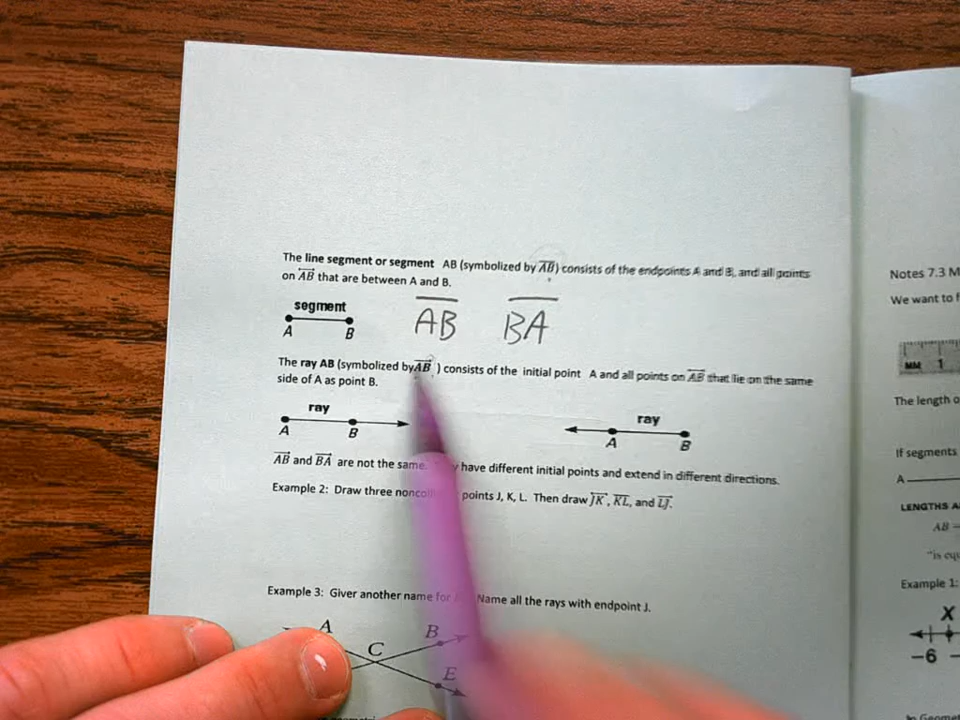 The line segment or segment AB (symbolized by A̅B̅) consists of the endpoints A and B, and all points
on AB that are between A and B.
segment
A B
AB BA
The ray AB (symbolized by AB ) consists of the initial point A and all points on AB that lie on the same
side of A as point B.
ray
A B
ray
A B
AB and BA are not the same. have different initial points and extend in different directions.
Example 2: Draw three points J, K, L. Then draw JK , KL, and LJ.
Example 3: Giver another name for Name all the rays with endpoint J.
A
B
C
E
Notes 7.3 M
We want to
MM 1
The length o
If segments
A
LENGTHS A
AB
Example 1:
X
-6